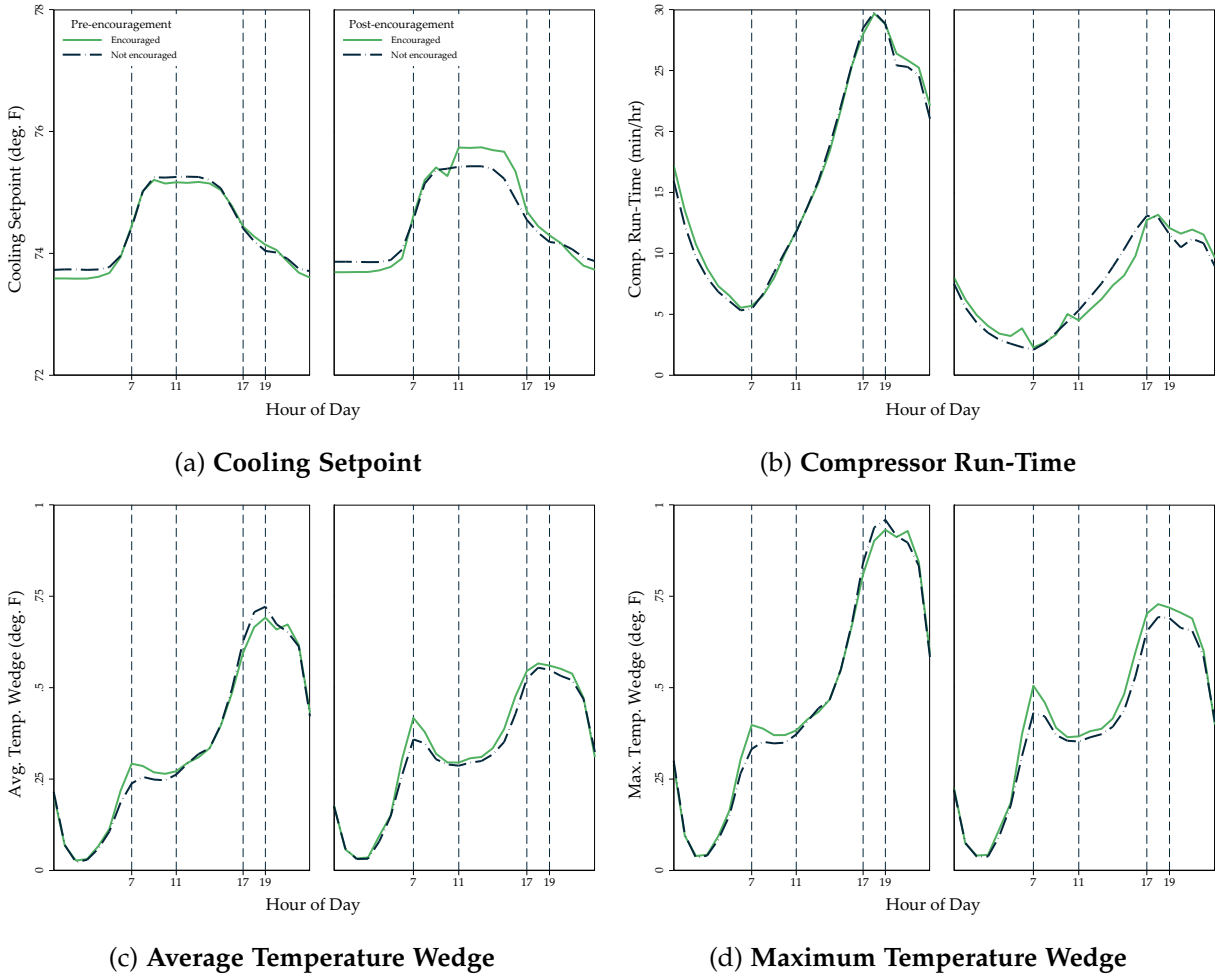 Pre-encouragement
Encouraged
Not encouraged
Post-encouragement
Encouraged
Not encouraged
Cooling Setpoint (deg. F)
72
74
76
78
7
11
17
19
7
11
17
19
Hour of Day
(a) Cooling Setpoint
Comp. Run-Time (min/hr)
0
5
10
15
20
25
30
7
11
17
19
7
11
17
19
Hour of Day
(b) Compressor Run-Time
Avg. Temp. Wedge (deg. F)
0
.25
.5
.75
1
7
11
17
19
7
11
17
19
Hour of Day
(c) Average Temperature Wedge
Max. Temp. Wedge (deg. F)
0
.25
.5
.75
1
7
11
17
19
7
11
17
19
Hour of Day
(d) Maximum Temperature Wedge